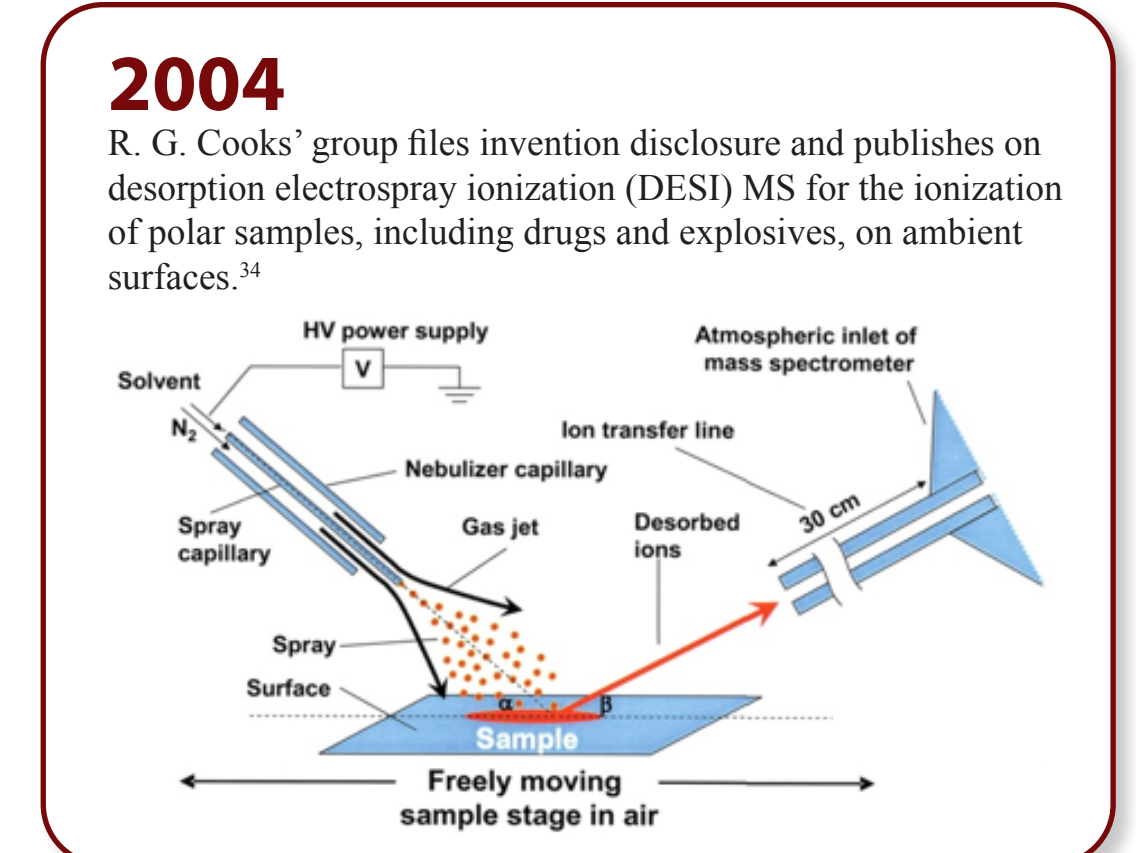 2004
R. G. Cooks’ group files invention disclosure and publishes on
desorption electrospray ionization (DESI) MS for the ionization
of polar samples, including drugs and explosives, on ambient
surfaces.34
HV power supply
V
Atmospheric inlet of
mass spectrometer
Solvent
N2
Ion transfer line
Nebulizer capillary
30 cm
Spray
capillary
Gas jet
Desorbed
ions
Spray
Surface
α
β
Sample
Freely moving
sample stage in air